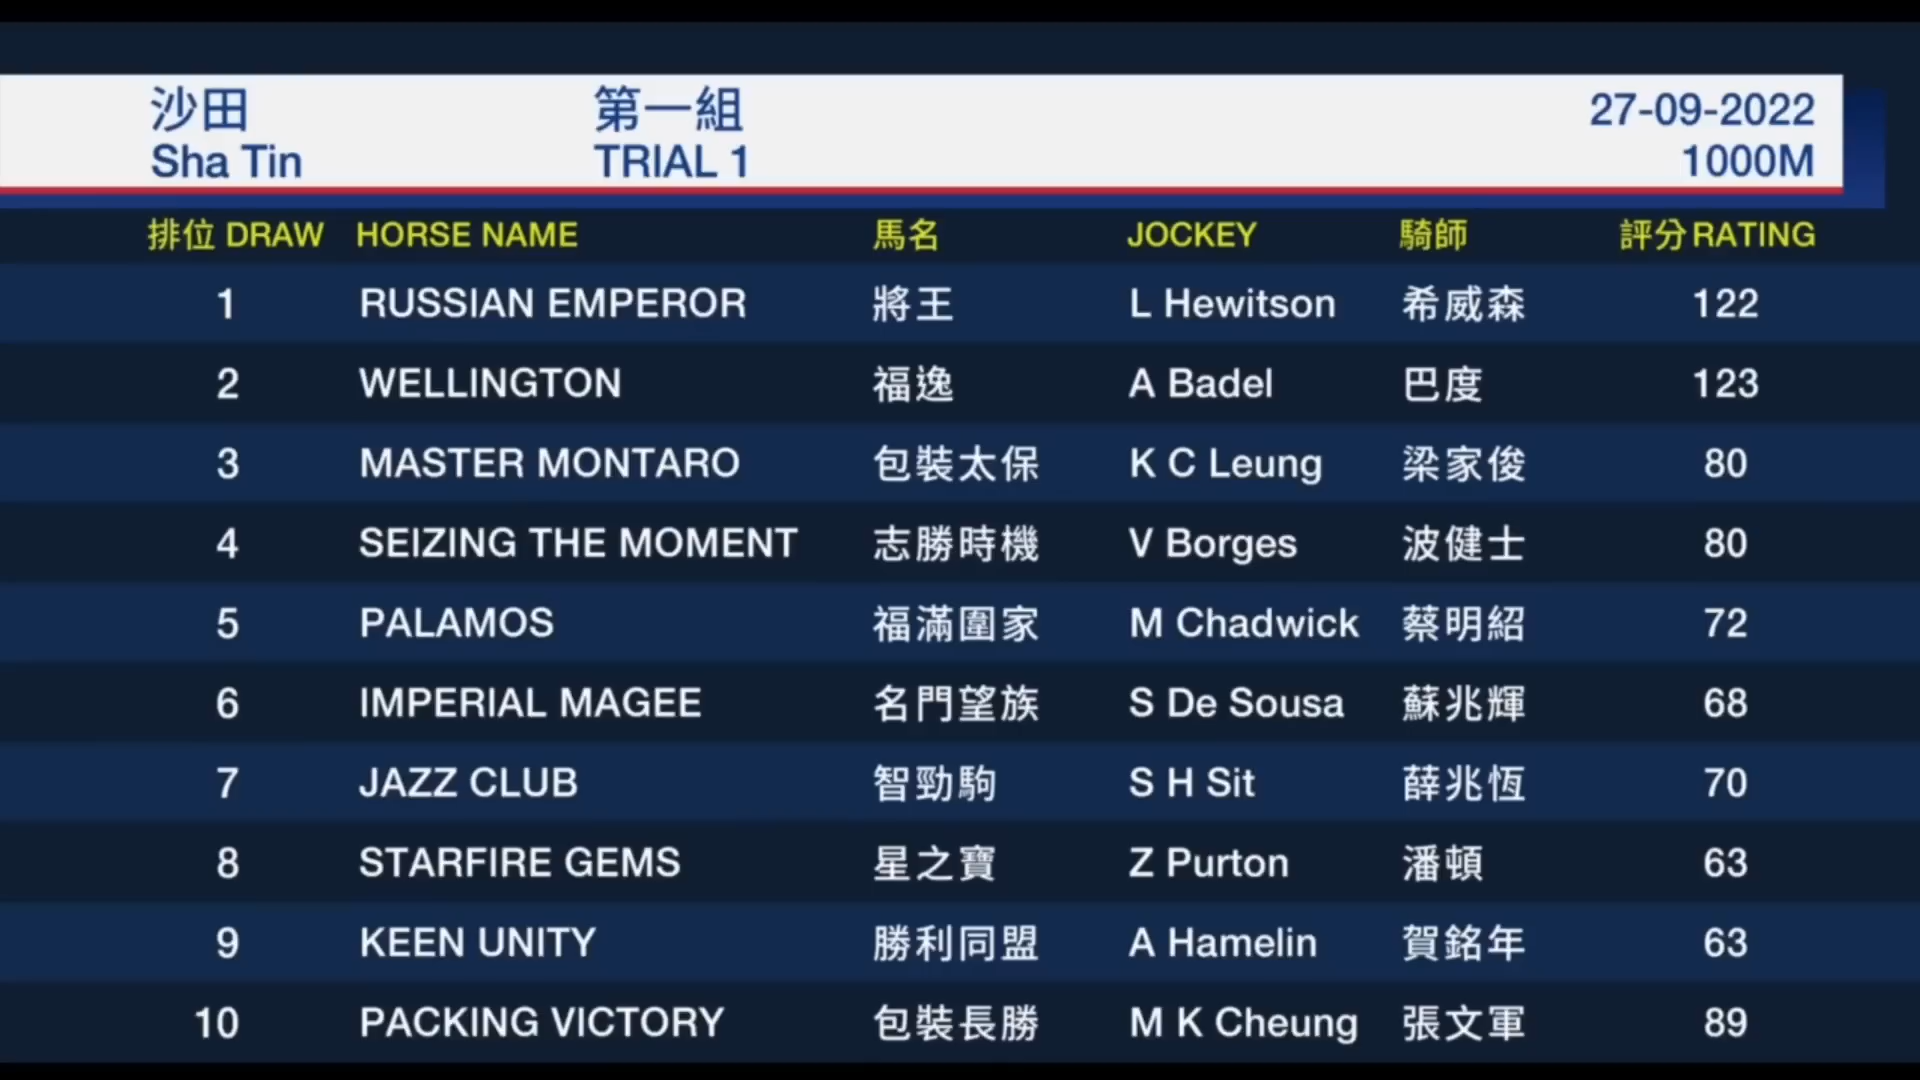 沙田 第一組 27-09-2022
Sha Tin TRIAL 1 1000M
排位 DRAW HORSE NAME 馬名 JOCKEY 騎師 評分 RATING
1 RUSSIAN EMPEROR 將王 L Hewitson 希威森 122
2 WELLINGTON 福逸 A Badel 巴度 123
3 MASTER MONTARO 包裝太保 K C Leung 梁家俊 80
4 SEIZING THE MOMENT 志勝時機 V Borges 波健士 80
5 PALAMOS 福滿圍家 M Chadwick 蔡明紹 72
6 IMPERIAL MAGEE 名門望族 S De Sousa 蘇兆輝 68
7 JAZZ CLUB 智勁駒 S H Sit 薛兆恆 70
8 STARFIRE GEMS 星之寶 Z Purton 潘頓 63
9 KEEN UNITY 勝利同盟 A Hamelin 賀銘年 63
10 PACKING VICTORY 包裝長勝 M K Cheung 張文軍 89